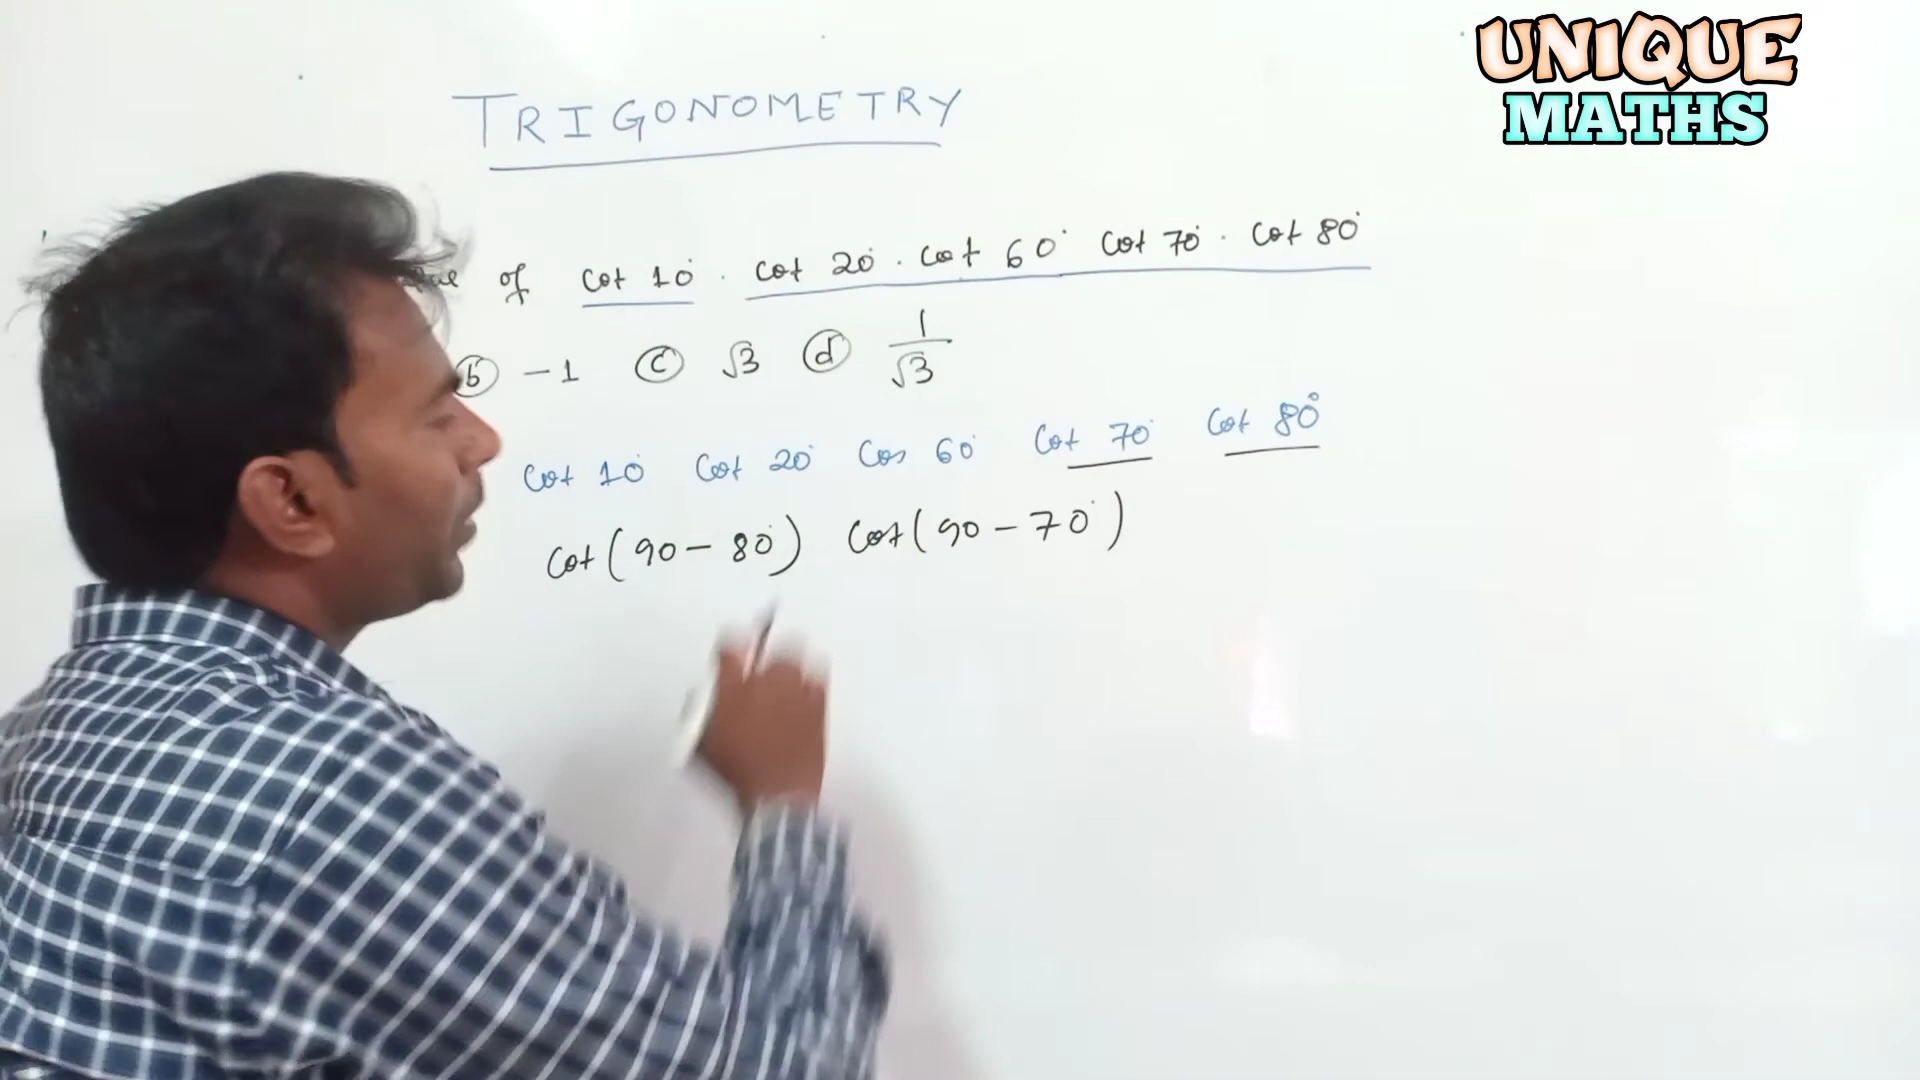 UNIQUE
MATHS
TRIGONOMETRY
of cot 10° . cot 20° . cot 60° cot 70° . cot 80°
(b) -1 (c) √3 (d) 1/√3
cot 10° cot 20° cos 60° cot 70° cot 80°
cot(90-80°) cot(90-70°)